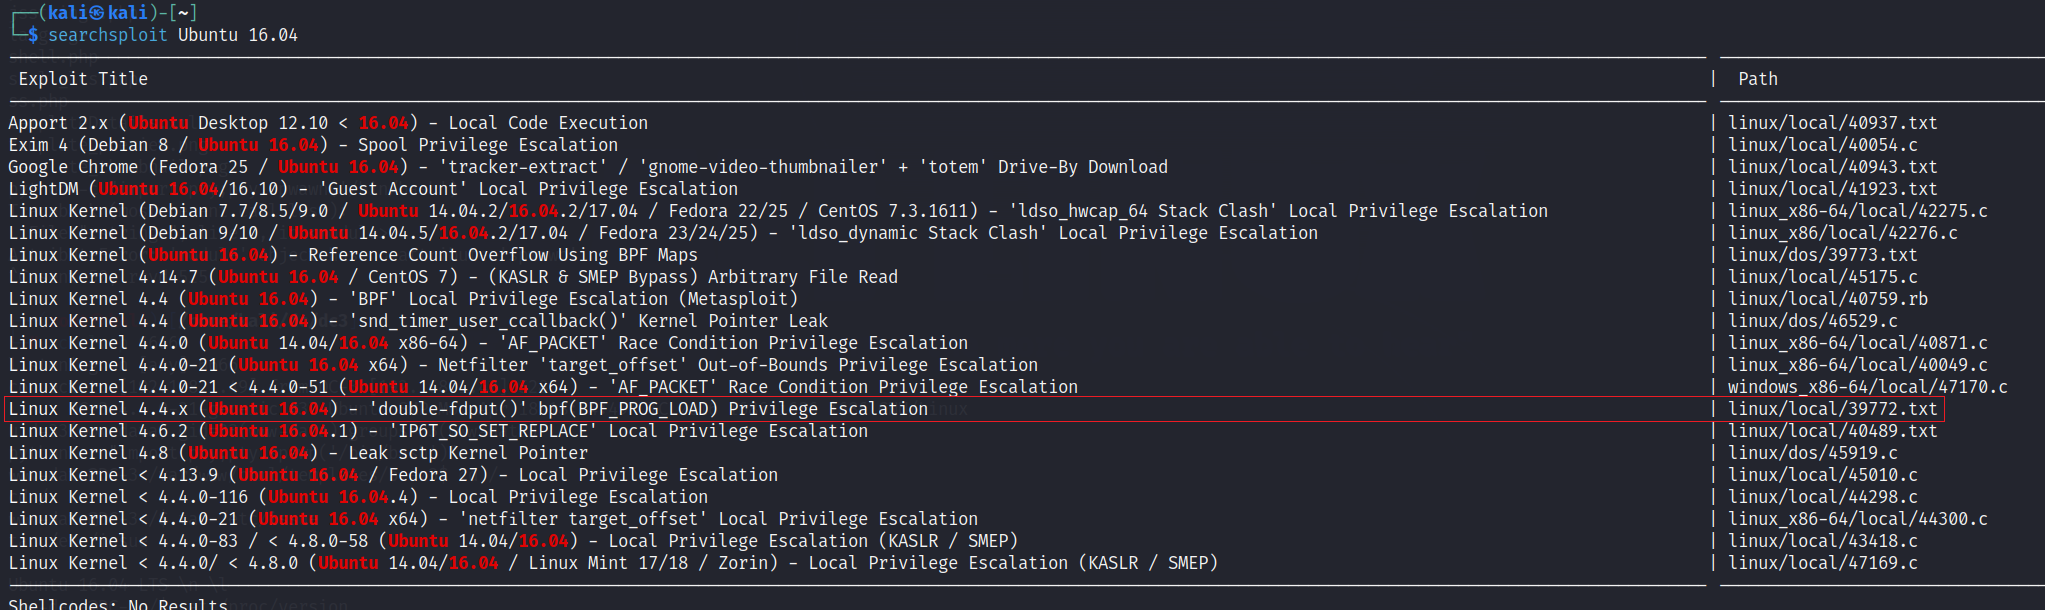 ┌──(kali㉿kali)-[~]
└─$ searchsploit Ubuntu 16.04
Exploit Title | Path
Apport 2.x (Ubuntu Desktop 12.10 < 16.04) - Local Code Execution | linux/local/40937.txt
Exim 4 (Debian 8 / Ubuntu 16.04) - Spool Privilege Escalation | linux/local/40054.c
Google Chrome (Fedora 25 / Ubuntu 16.04) - 'tracker-extract' / 'gnome-video-thumbnailer' + 'totem' Drive-By Download | linux/local/40943.txt
LightDM (Ubuntu 16.04/16.10) - 'Guest Account' Local Privilege Escalation | linux/local/41923.txt
Linux Kernel (Debian 7.7/8.5/9.0 / Ubuntu 14.04.2/16.04.2/17.04 / Fedora 22/25 / CentOS 7.3.1611) - 'ldso_hwcap_64 Stack Clash' Local Privilege Escalation | linux_x86-64/local/42275.c
Linux Kernel (Debian 9/10 / Ubuntu 14.04.5/16.04.2/17.04 / Fedora 23/24/25) - 'ldso_dynamic Stack Clash' Local Privilege Escalation | linux_x86/local/42276.c
Linux Kernel (Ubuntu 16.04) - Reference Count Overflow Using BPF Maps | linux/dos/39773.txt
Linux Kernel 4.14.7 (Ubuntu 16.04 / CentOS 7) - (KASLR & SMEP Bypass) Arbitrary File Read | linux/local/45175.c
Linux Kernel 4.4 (Ubuntu 16.04) - 'BPF' Local Privilege Escalation (Metasploit) | linux/local/40759.rb
Linux Kernel 4.4 (Ubuntu 16.04) - 'snd_timer_user_ccallback()' Kernel Pointer Leak | linux/dos/46529.c
Linux Kernel 4.4.0 (Ubuntu 14.04/16.04 x86-64) - 'AF_PACKET' Race Condition Privilege Escalation | linux_x86-64/local/40871.c
Linux Kernel 4.4.0-21 (Ubuntu 16.04 x64) - Netfilter 'target_offset' Out-of-Bounds Privilege Escalation | linux_x86-64/local/40049.c
Linux Kernel 4.4.0-21 < 4.4.0-51 (Ubuntu 14.04/16.04 x64) - 'AF_PACKET' Race Condition Privilege Escalation | windows_x86-64/local/47170.c
Linux Kernel 4.4.x (Ubuntu 16.04) - 'double-fdput()' bpf(BPF_PROG_LOAD) Privilege Escalation | linux/local/39772.txt
Linux Kernel 4.6.2 (Ubuntu 16.04.1) - 'IP6T_SO_SET_REPLACE' Local Privilege Escalation | linux/local/40489.txt
Linux Kernel 4.8 (Ubuntu 16.04) - Leak sctp Kernel Pointer | linux/dos/45919.c
Linux Kernel < 4.13.9 (Ubuntu 16.04 / Fedora 27) - Local Privilege Escalation | linux/local/45010.c
Linux Kernel < 4.4.0-116 (Ubuntu 16.04.4) - Local Privilege Escalation | linux/local/44298.c
Linux Kernel < 4.4.0-21 (Ubuntu 16.04 x64) - 'netfilter target_offset' Local Privilege Escalation | linux_x86-64/local/44300.c
Linux Kernel < 4.4.0-83 / < 4.8.0-58 (Ubuntu 14.04/16.04) - Local Privilege Escalation (KASLR / SMEP) | linux/local/43418.c
Linux Kernel < 4.4.0/ < 4.8.0 (Ubuntu 14.04/16.04 / Linux Mint 17/18 / Zorin) - Local Privilege Escalation (KASLR / SMEP) | linux/local/47169.c
Shellcodes: No Results